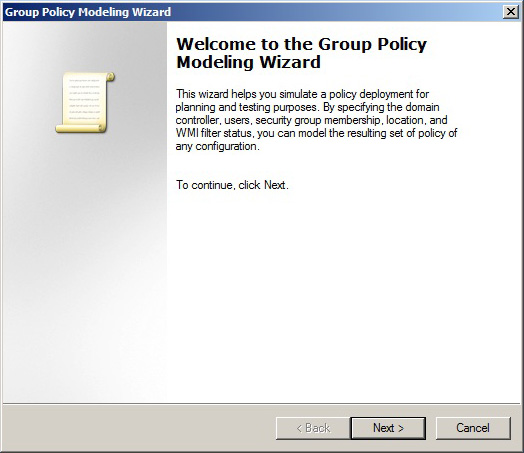 Group Policy Modeling Wizard
Welcome to the Group Policy
Modeling Wizard
This wizard helps you simulate a policy deployment for
planning and testing purposes. By specifying the domain
controller, users, security group membership, location, and
WMI filter status, you can model the resulting set of policy of
any configuration.
To continue, click Next.
< Back
Next >
Cancel